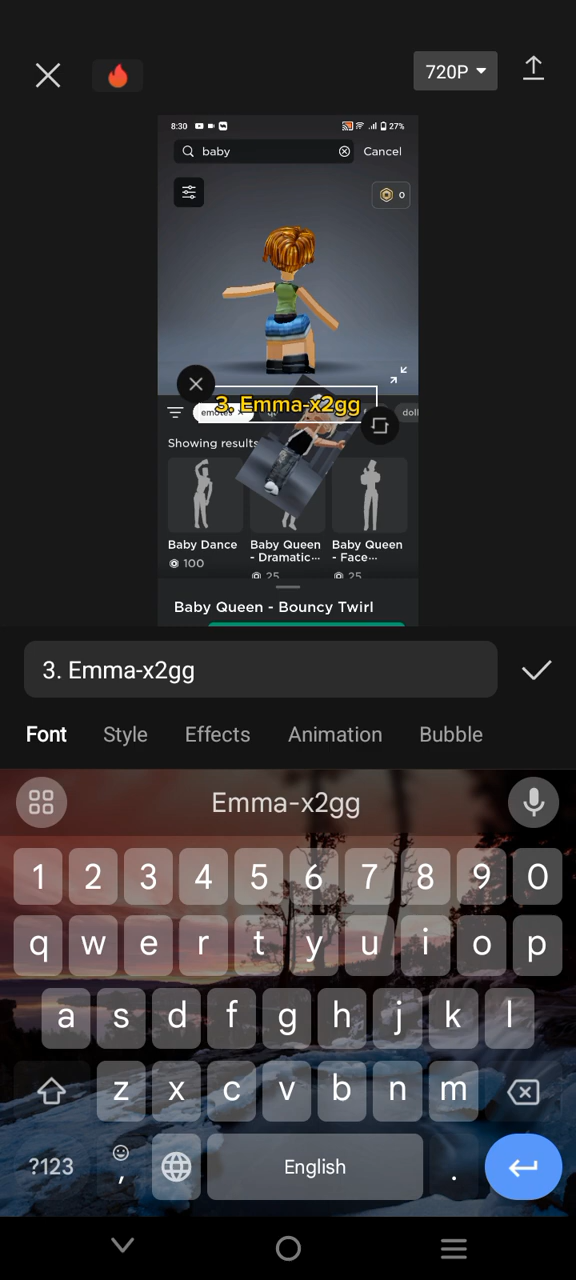 720P
8:30
27%
baby
Cancel
0
3. Emma-x2gg
emotes
doll
Showing results
Baby Dance
100
Baby Queen
- Dramatic...
25
Baby Queen
- Face...
25
Baby Queen - Bouncy Twirl
3. Emma-x2gg
Font
Style
Effects
Animation
Bubble
Emma-x2gg
1 2 3 4 5 6 7 8 9 0
q w e r t y u i o p
a s d f g h j k l
z x c v b n m
?123
,
English
.